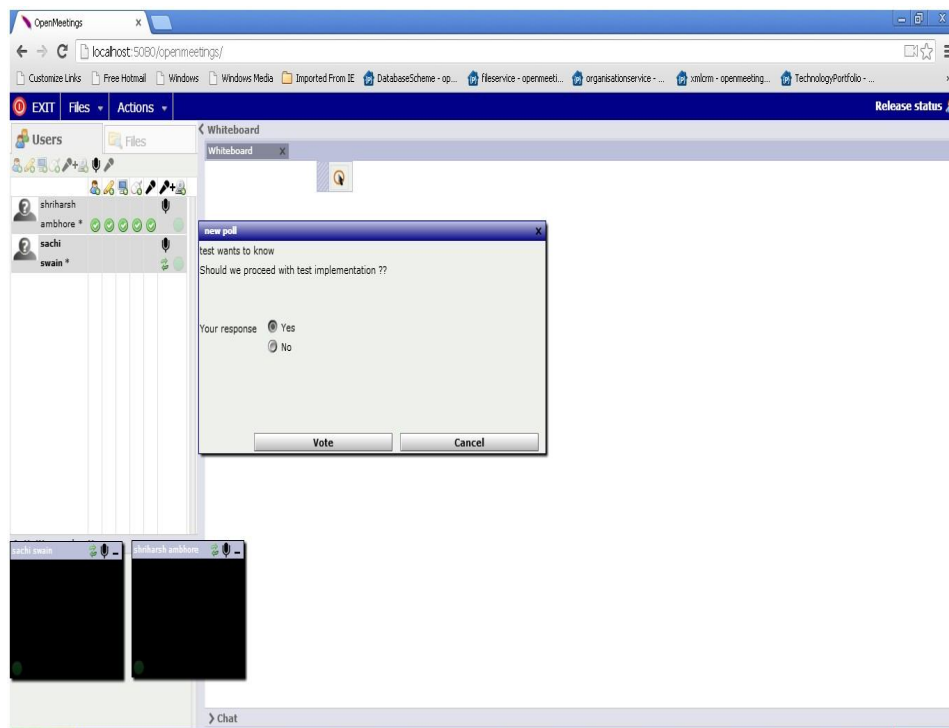 OpenMeetings x
localhost:5080/openmeetings/
Customize Links Free Hotmail Windows Windows Media Imported From IE DatabaseScheme - op... fileservice - openmeeti... organisationservice - ... xmlcrm - openmeeting... TechnologyPortfolio - ...
EXIT Files Actions Release status
Users Files
Whiteboard
Whiteboard X
shriharsh
ambhore *
sachi
swain *
new poll x
test wants to know
Should we proceed with test implementation ??
Your response Yes
No
Vote Cancel
sachi swain shriharsh ambhore
Chat